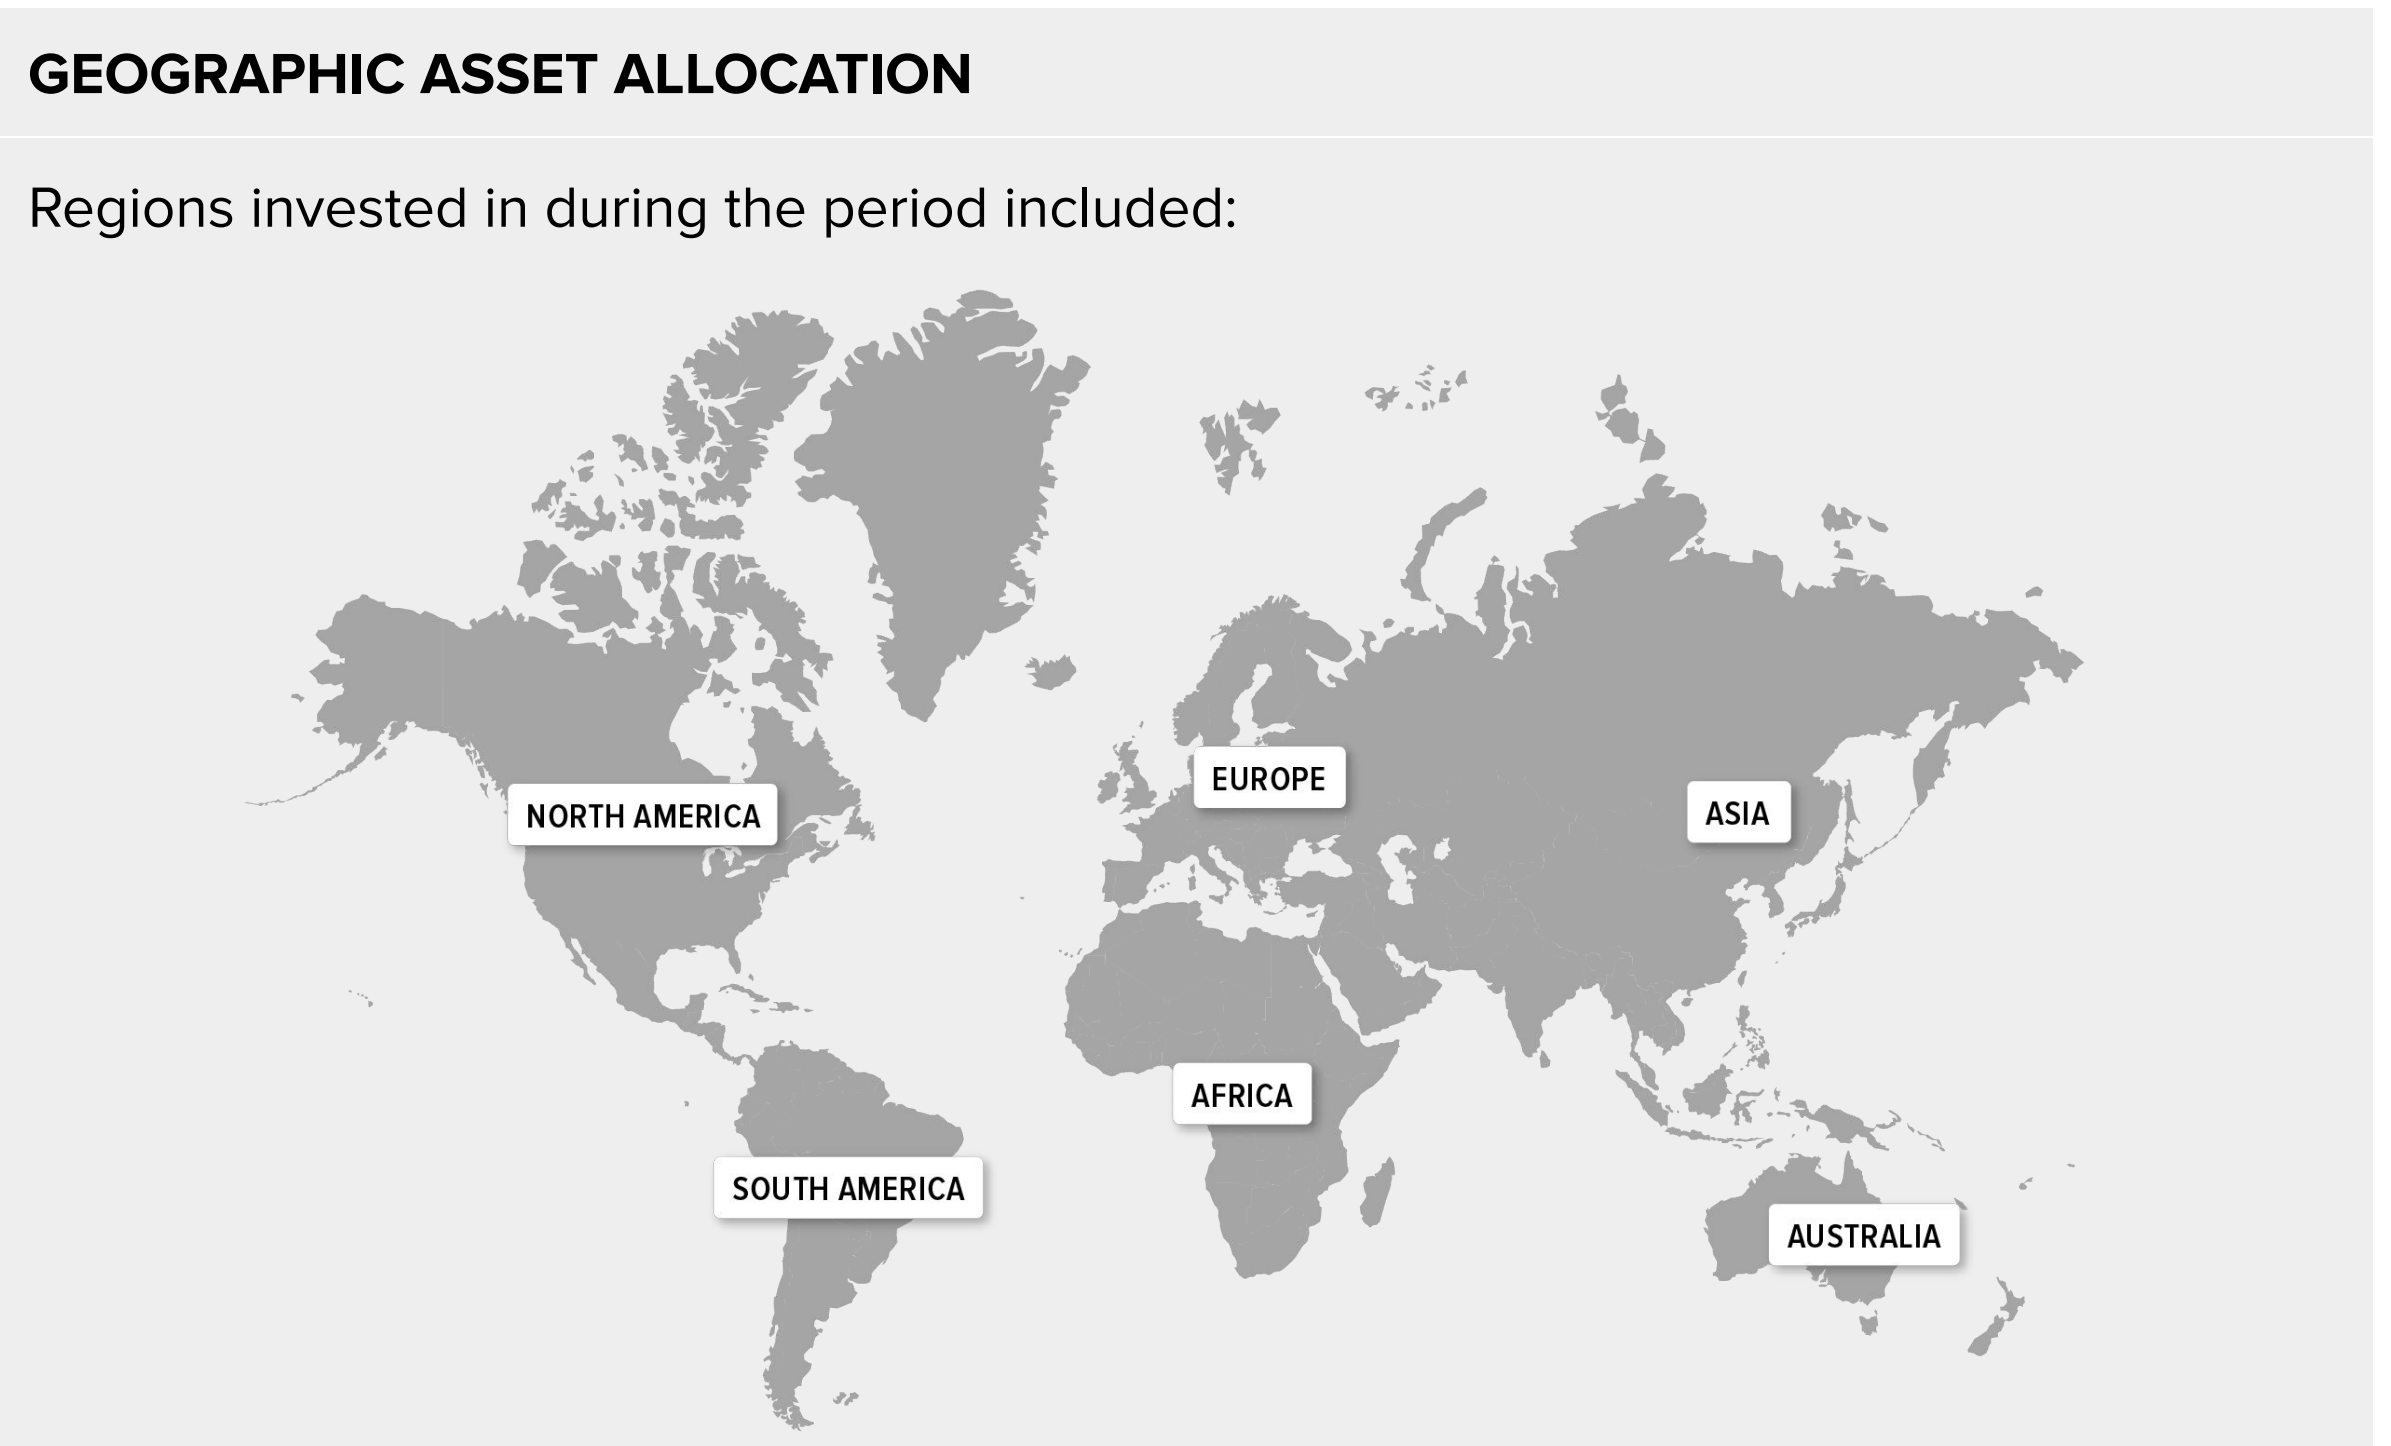 GEOGRAPHIC ASSET ALLOCATION
Regions invested in during the period included:
EUROPE
NORTH AMERICA
ASIA
AFRICA
SOUTH AMERICA
AUSTRALIA